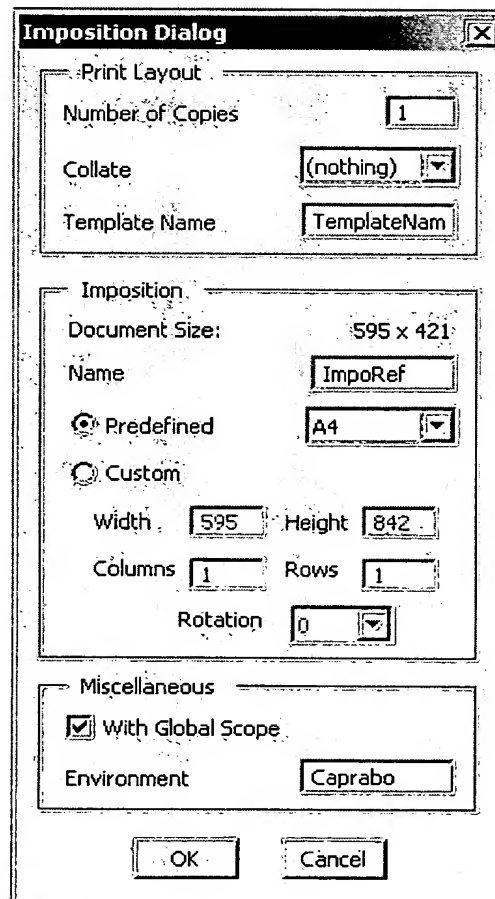 Imposition Dialog
Print Layout
Number of Copies 1
Collate (nothing)
Template Name TemplateNam
Imposition
Document Size: 595 x 421
Name ImpoRef
Predefined A4
Custom
Width 595 Height 842
Columns 1 Rows 1
Rotation 0
Miscellaneous
With Global Scope
Environment Caprabo
OK Cancel